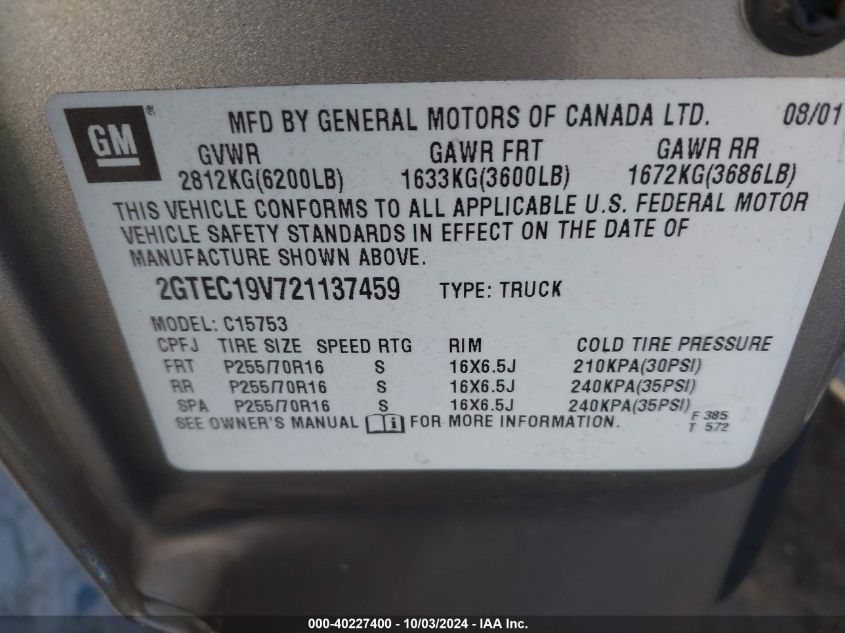 GM ® MFD BY GENERAL MOTORS OF CANADA LTD. 08/01
GVWR GAWR FRT GAWR RR
2812KG(6200LB) 1633KG(3600LB) 1672KG(3686LB)
THIS VEHICLE CONFORMS TO ALL APPLICABLE U.S. FEDERAL MOTOR
VEHICLE SAFETY STANDARDS IN EFFECT ON THE DATE OF
MANUFACTURE SHOWN ABOVE.
2GTEC19V721137459 TYPE: TRUCK
MODEL: C15753
CPFJ TIRE SIZE SPEED RTG RIM COLD TIRE PRESSURE
FRT P255/70R16 S 16X6.5J 210KPA(30PSI)
RR P255/70R16 S 16X6.5J 240KPA(35PSI)
SPA P255/70R16 S 16X6.5J 240KPA(35PSI)
SEE OWNER'S MANUAL i FOR MORE INFORMATION. F 385
T 572
000-40227400 - 10/03/2024 - IAA Inc.